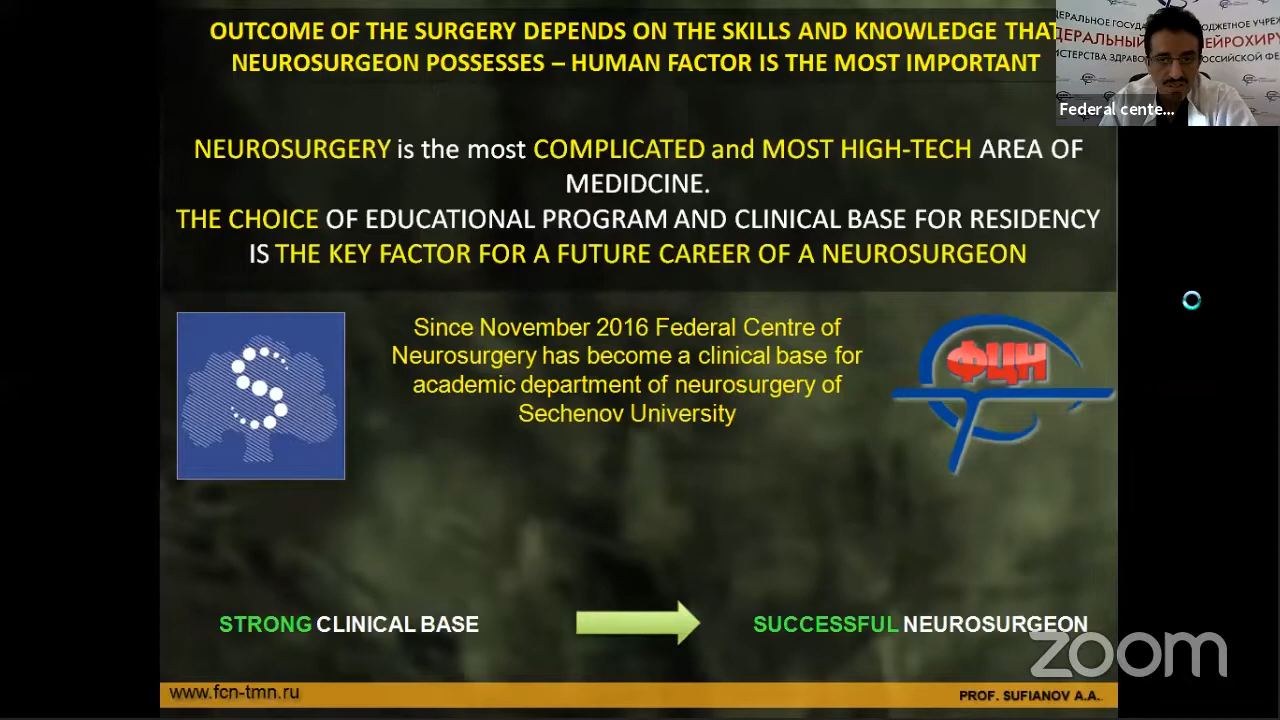 OUTCOME OF THE SURGERY DEPENDS ON THE SKILLS AND KNOWLEDGE THAT
NEUROSURGEON POSSESSES – HUMAN FACTOR IS THE MOST IMPORTANT
ДЕРАЛЬНЫЙ
ЕЙРОХИРУ
Federal cente...
NEUROSURGERY is the most COMPLICATED and MOST HIGH-TECH AREA OF
MEDIDCINE.
THE CHOICE OF EDUCATIONAL PROGRAM AND CLINICAL BASE FOR RESIDENCY
IS THE KEY FACTOR FOR A FUTURE CAREER OF A NEUROSURGEON
Since November 2016 Federal Centre of
Neurosurgery has become a clinical base for
academic department of neurosurgery of
Sechenov University
ФЦН
STRONG CLINICAL BASE
SUCCESSFUL NEUROSURGEON
zoom
www.fcn-tmn.ru
PROF. SUFIANOV A.A.